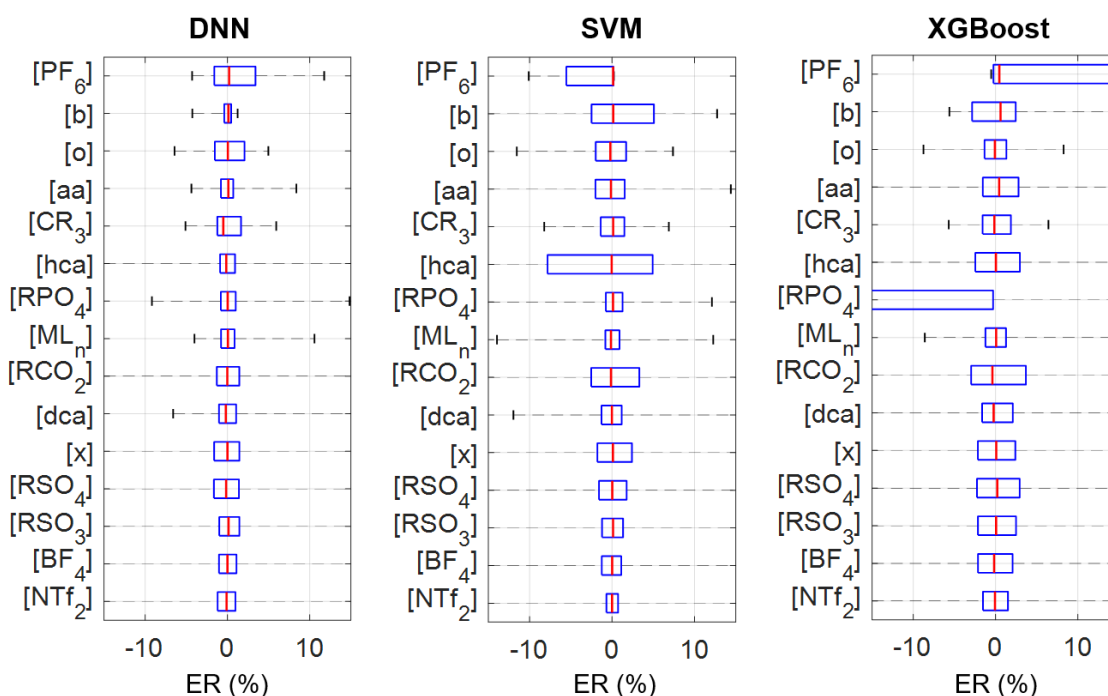 DNN
[PF6]
[b]
[o]
[aa]
[CR3]
[hca]
[RPO4]
[MLn]
[RCO2]
[dca]
[x]
[RSO4]
[RSO3]
[BF4]
[NTf2]
-10 0 10
ER (%)
SVM
[PF6]
[b]
[o]
[aa]
[CR3]
[hca]
[RPO4]
[MLn]
[RCO2]
[dca]
[x]
[RSO4]
[RSO3]
[BF4]
[NTf2]
-10 0 10
ER (%)
XGBoost
[PF6]
[b]
[o]
[aa]
[CR3]
[hca]
[RPO4]
[MLn]
[RCO2]
[dca]
[x]
[RSO4]
[RSO3]
[BF4]
[NTf2]
-10 0 10
ER (%)